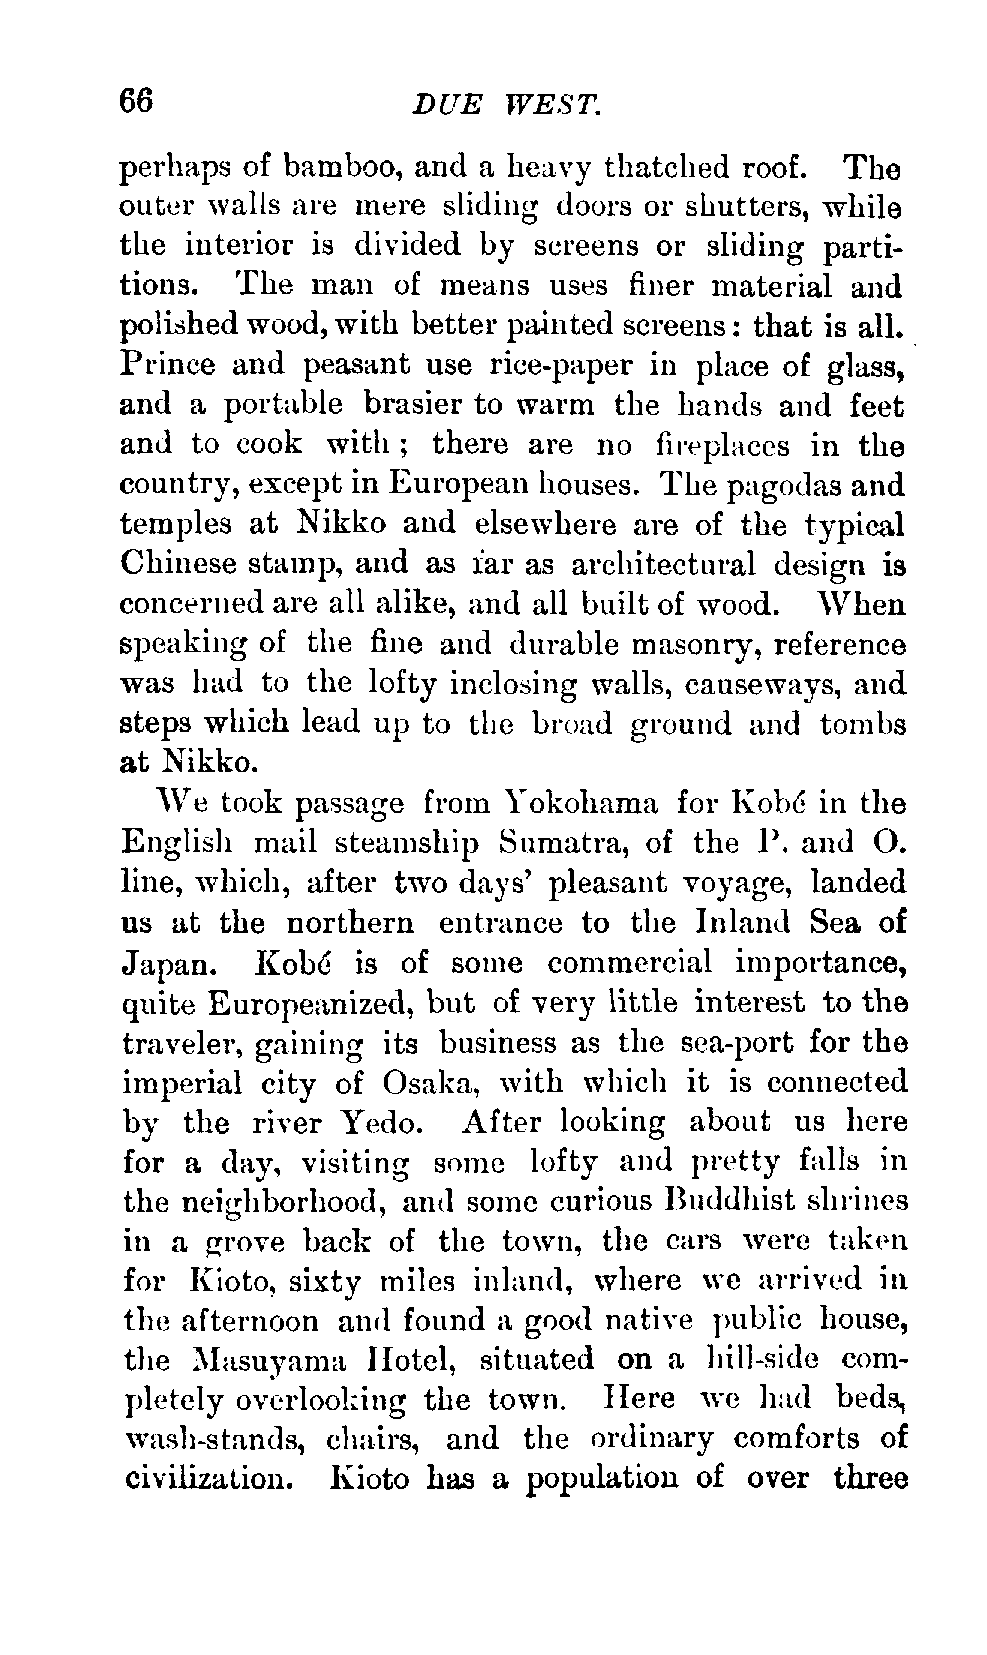 66 DUE WEST.
perhaps of bamboo, and a heavy thatched roof. The
outer walls are mere sliding doors or shutters, while
the interior is divided by screens or sliding parti-
tions. The man of means uses finer material and
polished wood, with better painted screens: that is all.
Prince and peasant use rice-paper in place of glass,
and a portable brasier to warm the hands and feet
and to cook with; there are no fireplaces in the
country, except in European houses. The pagodas and
temples at Nikko and elsewhere are of the typical
Chinese stamp, and as far as architectural design is
concerned are all alike, and all built of wood. When
speaking of the fine and durable masonry, reference
was had to the lofty inclosing walls, causeways, and
steps which lead up to the broad ground and tombs
at Nikko.
We took passage from Yokohama for Kobé in the
English mail steamship Sumatra, of the P. and O.
line, which, after two days' pleasant voyage, landed
us at the northern entrance to the Inland Sea of
Japan. Kobé is of some commercial importance,
quite Europeanized, but of very little interest to the
traveler, gaining its business as the sea-port for the
imperial city of Osaka, with which it is connected
by the river Yedo. After looking about us here
for a day, visiting some lofty and pretty falls in
the neighborhood, and some curious Buddhist shrines
in a grove back of the town, the cars were taken
for Kioto, sixty miles inland, where we arrived in
the afternoon and found a good native public house,
the Masuyama Hotel, situated on a hill-side com-
pletely overlooking the town. Here we had beds,
wash-stands, chairs, and the ordinary comforts of
civilization. Kioto has a population of over three